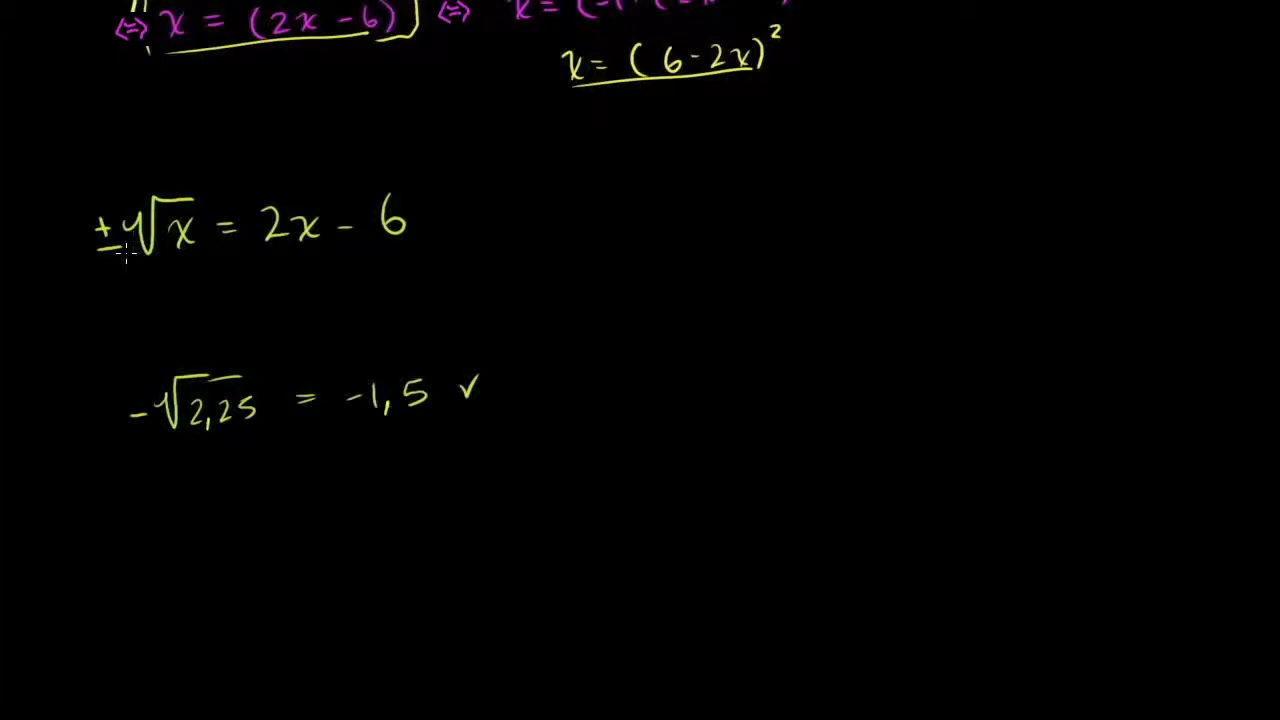 ⇔ x = (2x - 6) ⇔ x =
x = (6 - 2x)²
±√x = 2x - 6
-√2,25 = -1,5 ✓